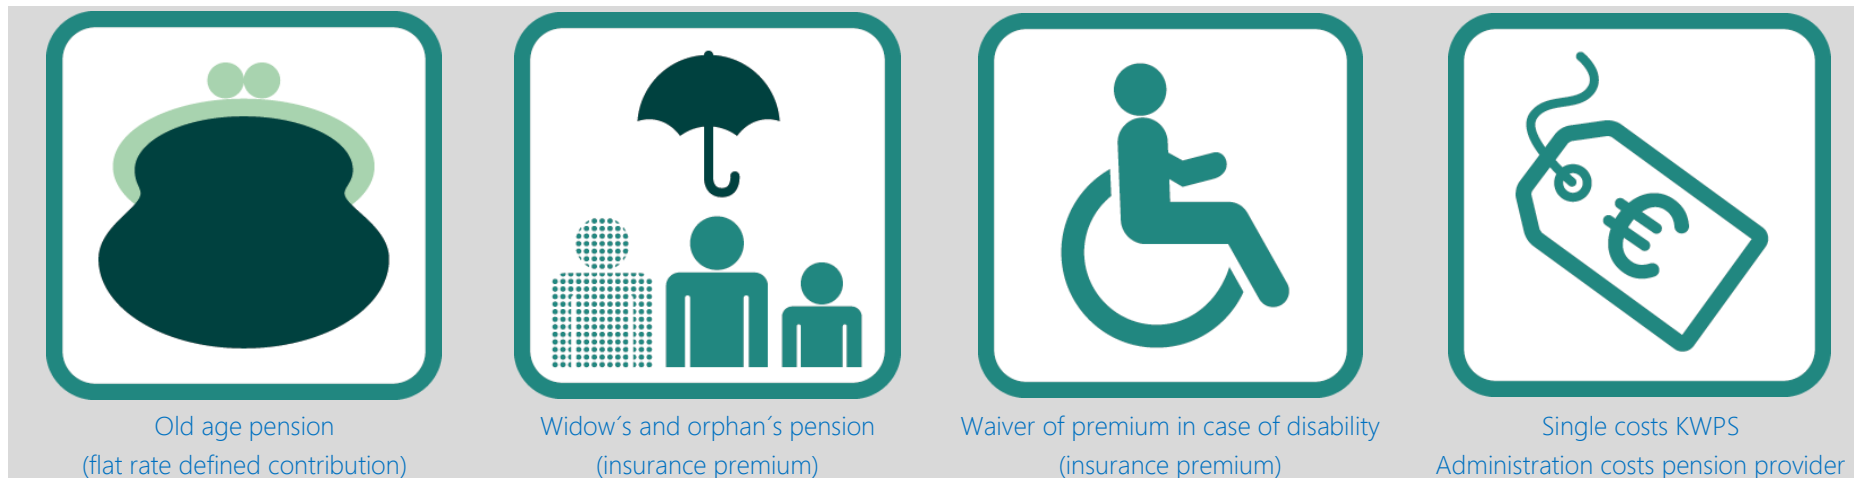 Old age pension
(flat rate defined contribution)
Widow´s and orphan´s pension
(insurance premium)
Waiver of premium in case of disability
(insurance premium)
Single costs KWPS
Administration costs pension provider